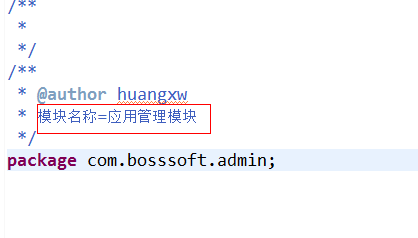 /**
 *
 */
/**
 * @author huangxw
 * 模块名称=应用管理模块
 */
package com.bosssoft.admin;